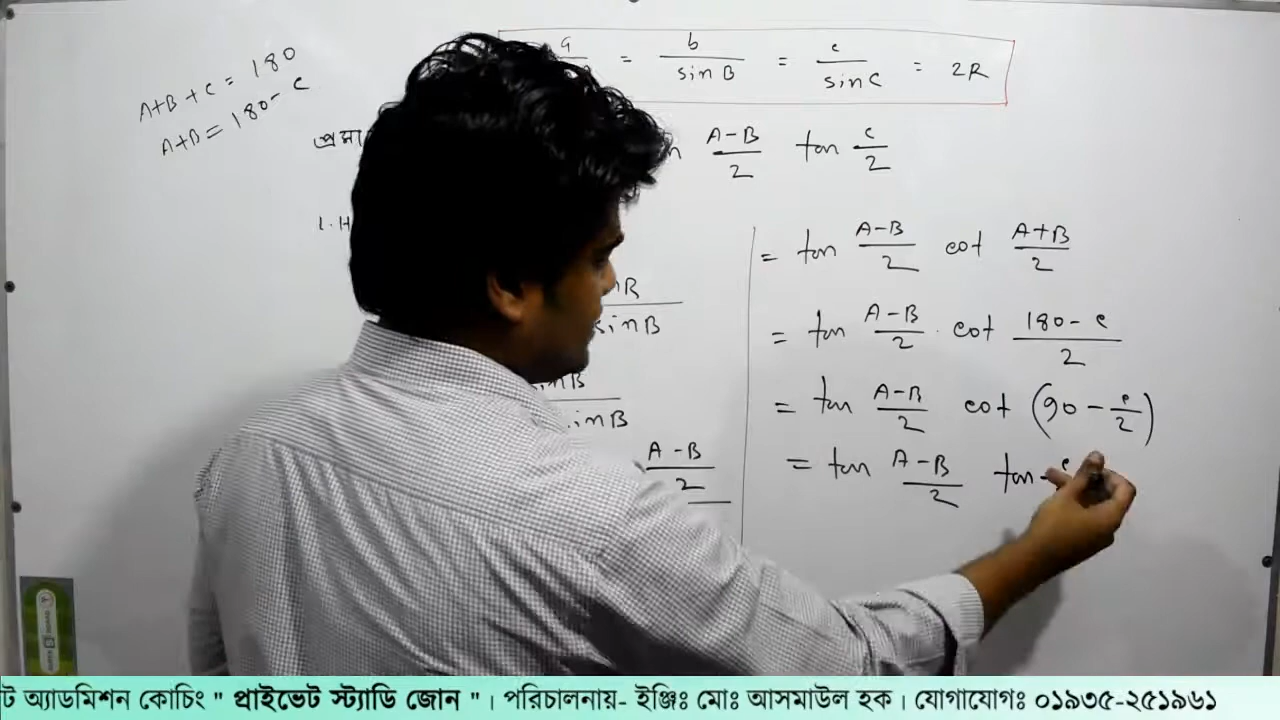 A+B+C = 180
A+B = 180 - C
a = b/sinB = c/sinC = 2R
A-B/2 tan C/2
1. H
sinB
= tan A-B/2 cot A+B/2
= tan A-B/2 . cot 180-C/2
= tan A-B/2 cot (90 - C/2)
sinB
A-B/2
= tan A-B/2 tan
অ্যাডমিশন কোচিং " প্রাইভেট স্ট্যাডি জোন " । পরিচালনায়- ইঞ্জিঃ মোঃ আসমাউল হক । যোগাযোগঃ ০১৯৩৫-২৫১৯৬১